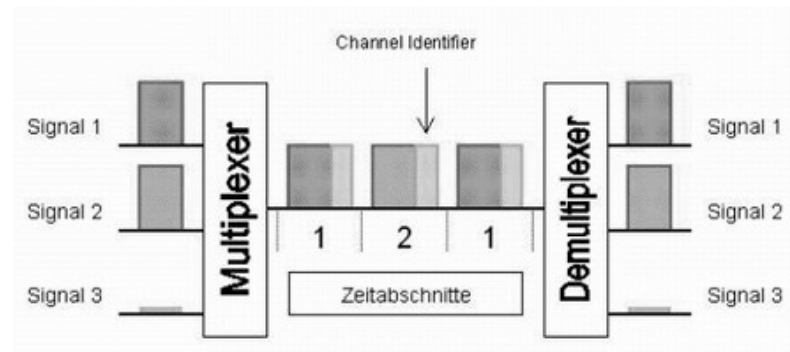 Channel Identifier
Signal 1
Signal 2
Signal 3
Multiplexer
1 2 1
Zeitabschnitte
Demultiplexer
Signal 1
Signal 2
Signal 3